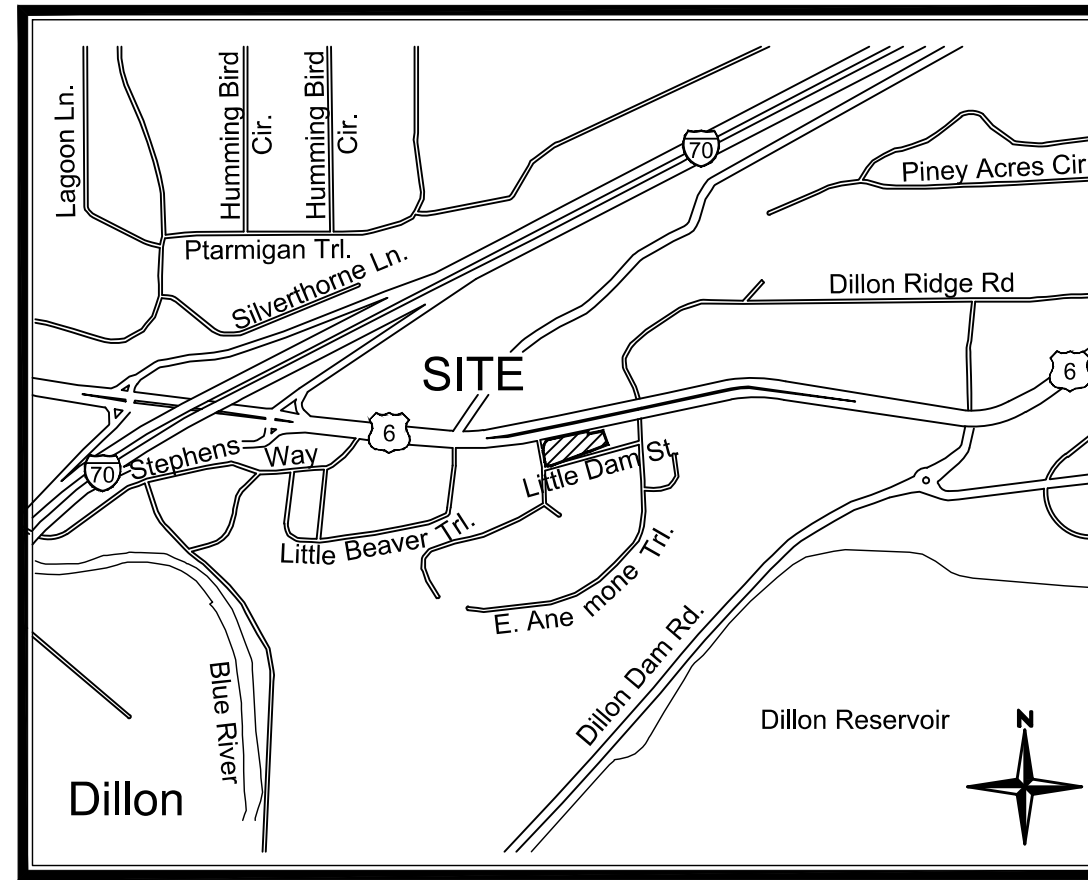 Lagoon Ln.
Humming Bird
Cir.
Humming Bird
Cir.
70
Piney Acres Cir
Ptarmigan Trl.
Silverthorne Ln.
Dillon Ridge Rd
SITE
6
6
70
Stephens Way
Little Dam St.
Little Beaver Trl.
E. Ane mone Trl.
Dillon Dam Rd.
Blue River
Dillon Reservoir
N
Dillon